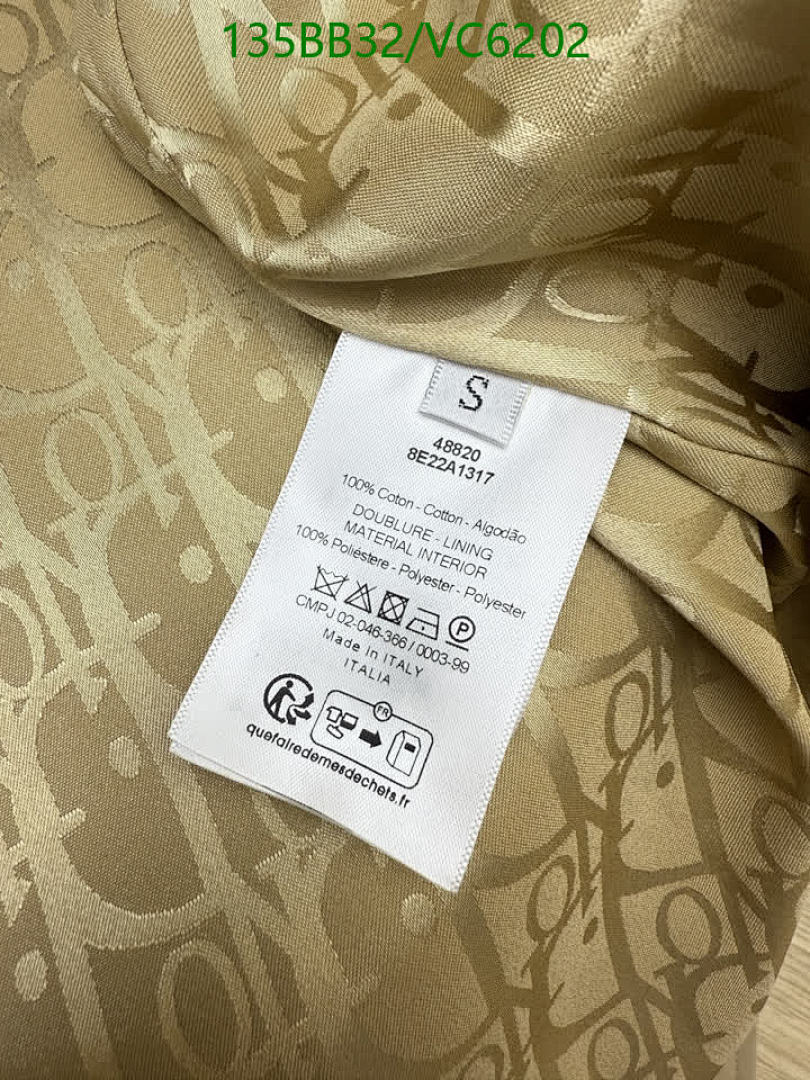 135BB32/VC6202
S
48820
8E22A1317
100% Coton - Cotton - Algodão
DOUBLURE - LINING
MATERIAL INTERIOR
100% Poliéstere - Polyester - Polyester
P
CMPJ 02-046-366 / 0003-99
Made in ITALY
ITALIA
FR
quefairedemesdechets.fr